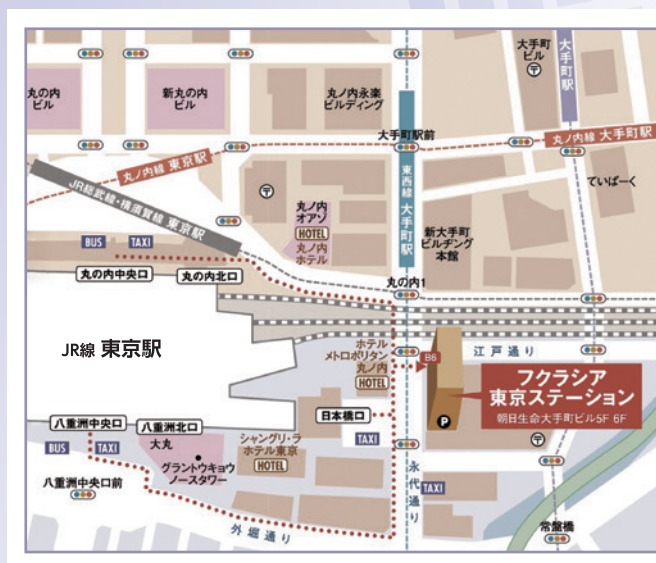 丸の内
ビル
新丸の内
ビル
丸ノ内永楽
ビルディング
大手町
ビル
大手町駅
大手町駅前
丸ノ内線 東京駅
丸ノ内線 大手町駅
東西線 大手町駅
ていぱーく
JR総武線・横須賀線 東京駅
丸ノ内
オアゾ
HOTEL
丸ノ内
ホテル
新大手町
ビルヂング
本館
BUS
TAXI
丸の内中央口
丸の内北口
丸の内1
JR線 東京駅
江戸通り
ホテル
メトロポリタン
丸ノ内
HOTEL
B6
フクラシア
東京ステーション
朝日生命大手町ビル5F 6F
P
日本橋口
TAXI
八重洲中央口
八重洲北口
大丸
BUS
TAXI
グラントウキョウ
ノースタワー
シャングリ・ラ
ホテル東京
HOTEL
八重洲中央口前
外堀通り
永代通り
TAXI
常盤橋